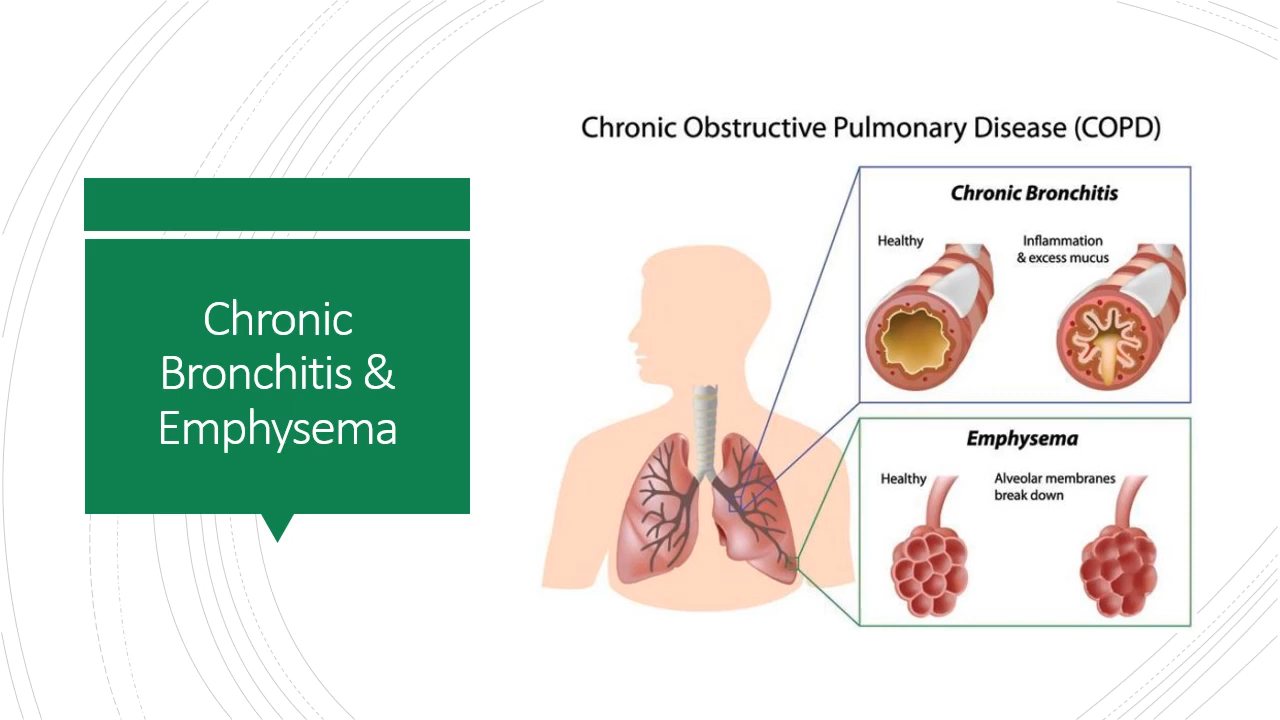 Chronic
Bronchitis &
Emphysema
Chronic Obstructive Pulmonary Disease (COPD)
Chronic Bronchitis
Healthy
Inflammation
& excess mucus
Emphysema
Healthy
Alveolar membranes
break down